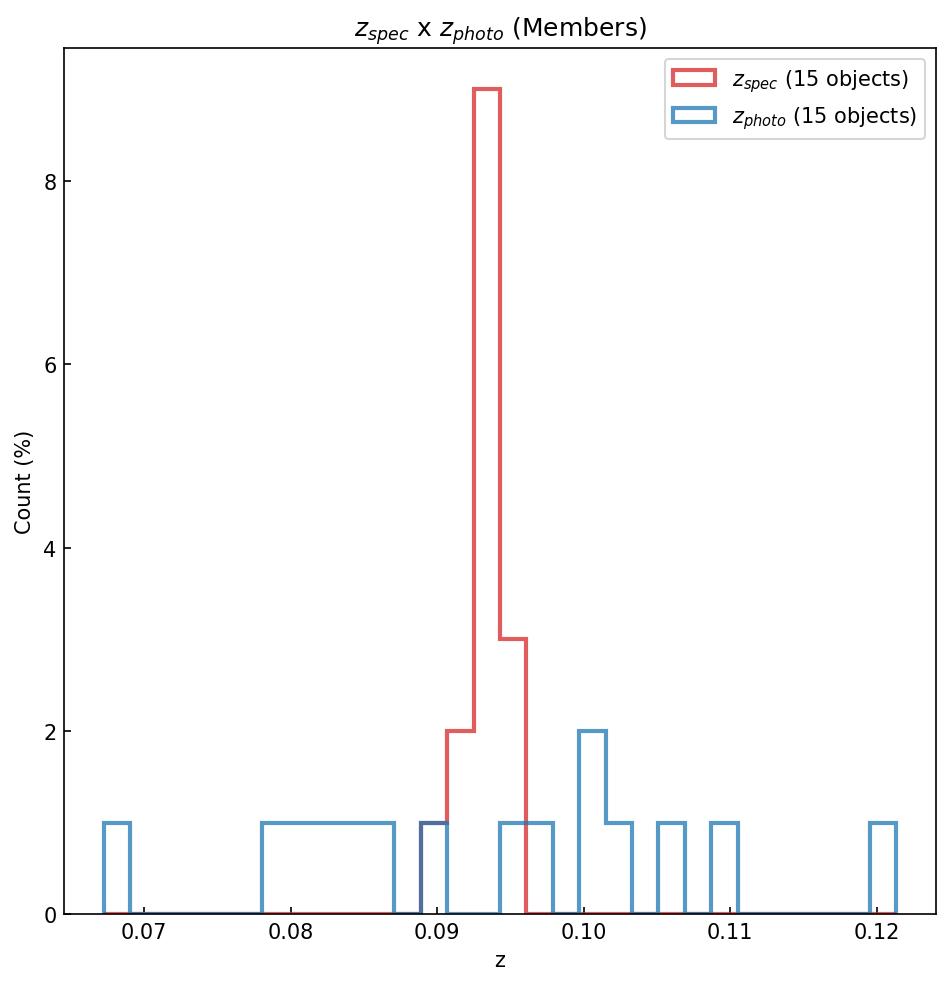 z_spec x z_photo (Members)
z_spec (15 objects)
z_photo (15 objects)
Count (%)
8
6
4
2
0
0.07 0.08 0.09 0.10 0.11 0.12
z